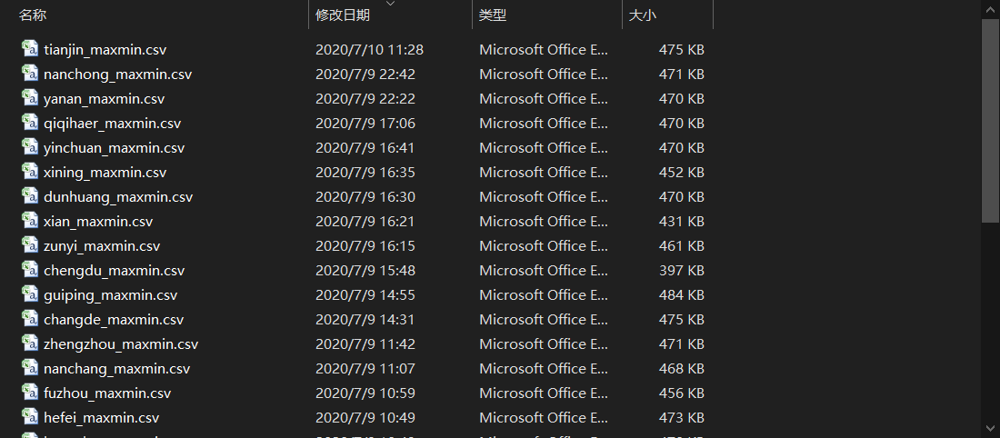 名称 修改日期 类型 大小
tianjin_maxmin.csv 2020/7/10 11:28 Microsoft Office E... 475 KB
nanchong_maxmin.csv 2020/7/9 22:42 Microsoft Office E... 471 KB
yanan_maxmin.csv 2020/7/9 22:22 Microsoft Office E... 470 KB
qiqihaer_maxmin.csv 2020/7/9 17:06 Microsoft Office E... 470 KB
yinchuan_maxmin.csv 2020/7/9 16:41 Microsoft Office E... 470 KB
xining_maxmin.csv 2020/7/9 16:35 Microsoft Office E... 452 KB
dunhuang_maxmin.csv 2020/7/9 16:30 Microsoft Office E... 470 KB
xian_maxmin.csv 2020/7/9 16:21 Microsoft Office E... 431 KB
zunyi_maxmin.csv 2020/7/9 16:15 Microsoft Office E... 461 KB
chengdu_maxmin.csv 2020/7/9 15:48 Microsoft Office E... 397 KB
guiping_maxmin.csv 2020/7/9 14:55 Microsoft Office E... 484 KB
changde_maxmin.csv 2020/7/9 14:31 Microsoft Office E... 475 KB
zhengzhou_maxmin.csv 2020/7/9 11:42 Microsoft Office E... 471 KB
nanchang_maxmin.csv 2020/7/9 11:07 Microsoft Office E... 468 KB
fuzhou_maxmin.csv 2020/7/9 10:59 Microsoft Office E... 456 KB
hefei_maxmin.csv 2020/7/9 10:49 Microsoft Office E... 473 KB